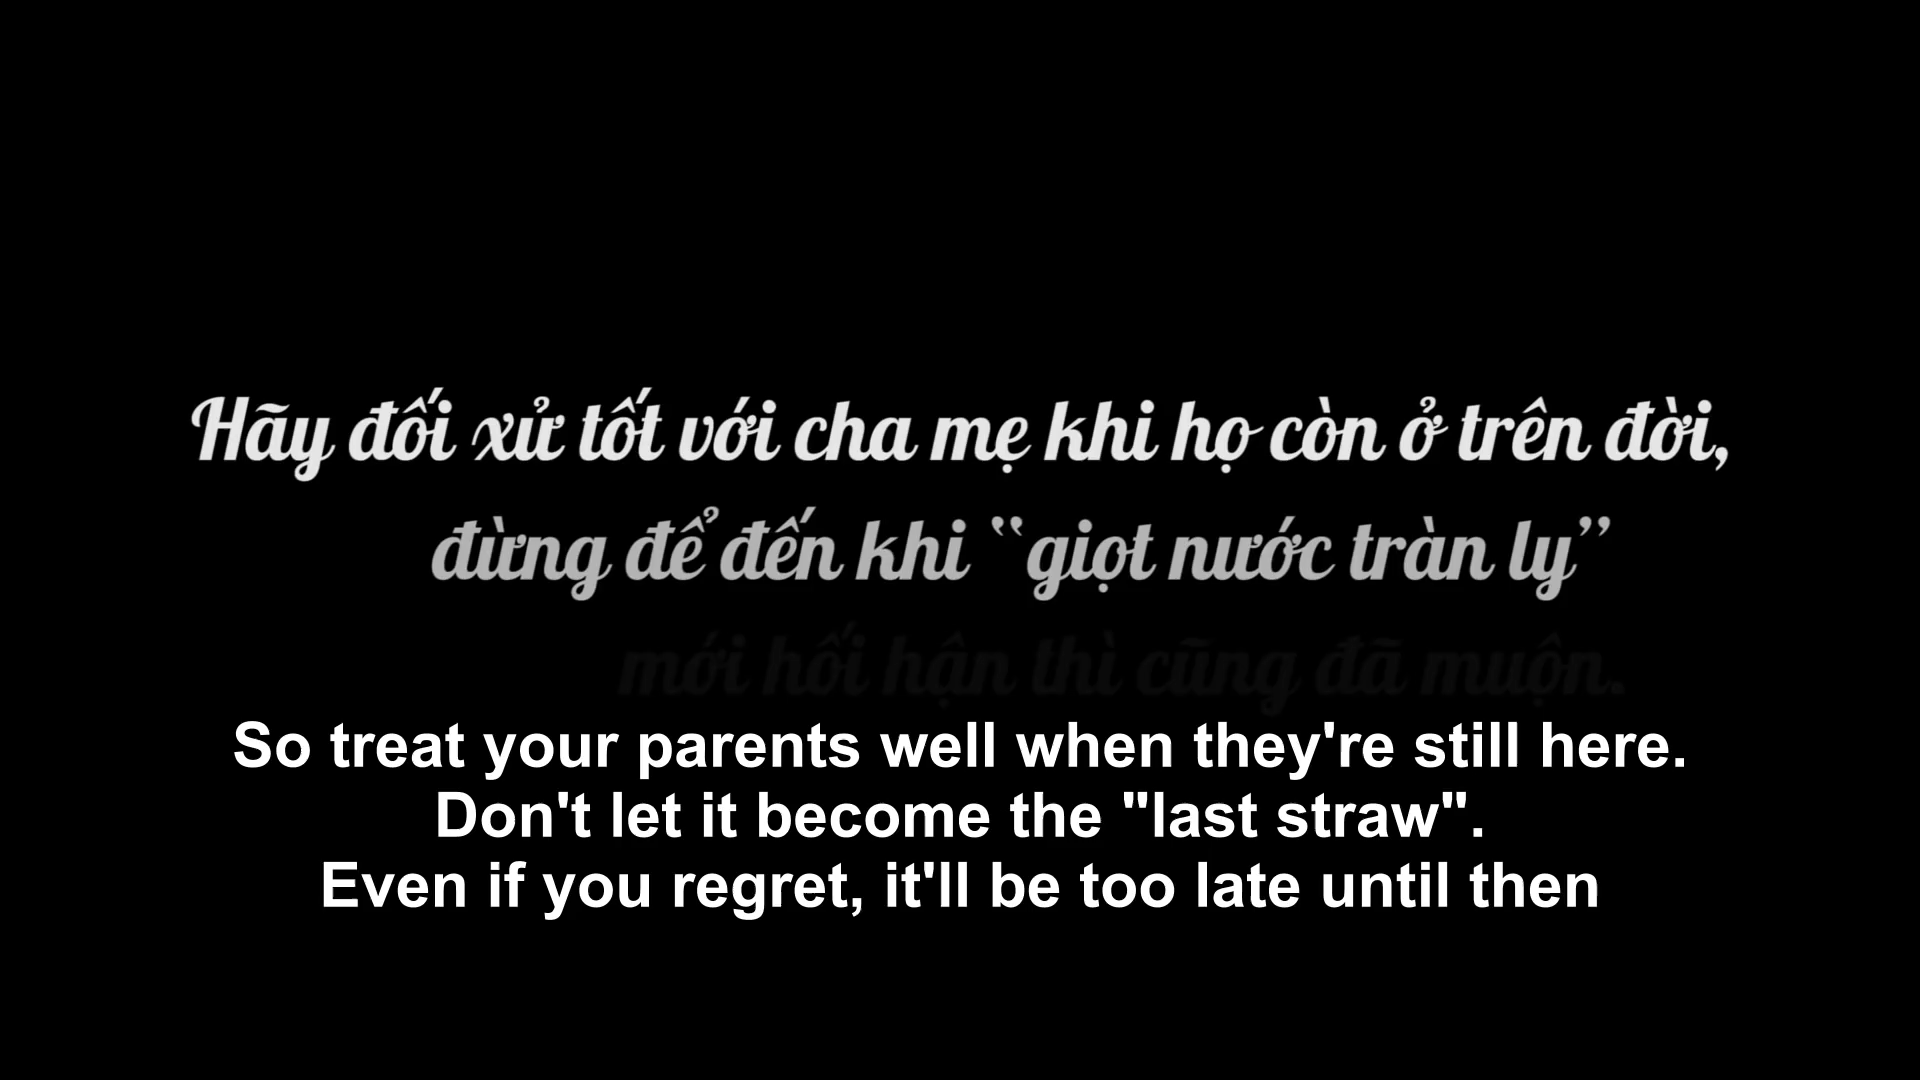 Hãy đối xử tốt với cha mẹ khi họ còn ở trên đời,
đừng để đến khi “giọt nước tràn ly”
mới hối hận thì cũng đã muộn.
So treat your parents well when they're still here.
Don't let it become the "last straw".
Even if you regret, it'll be too late until then